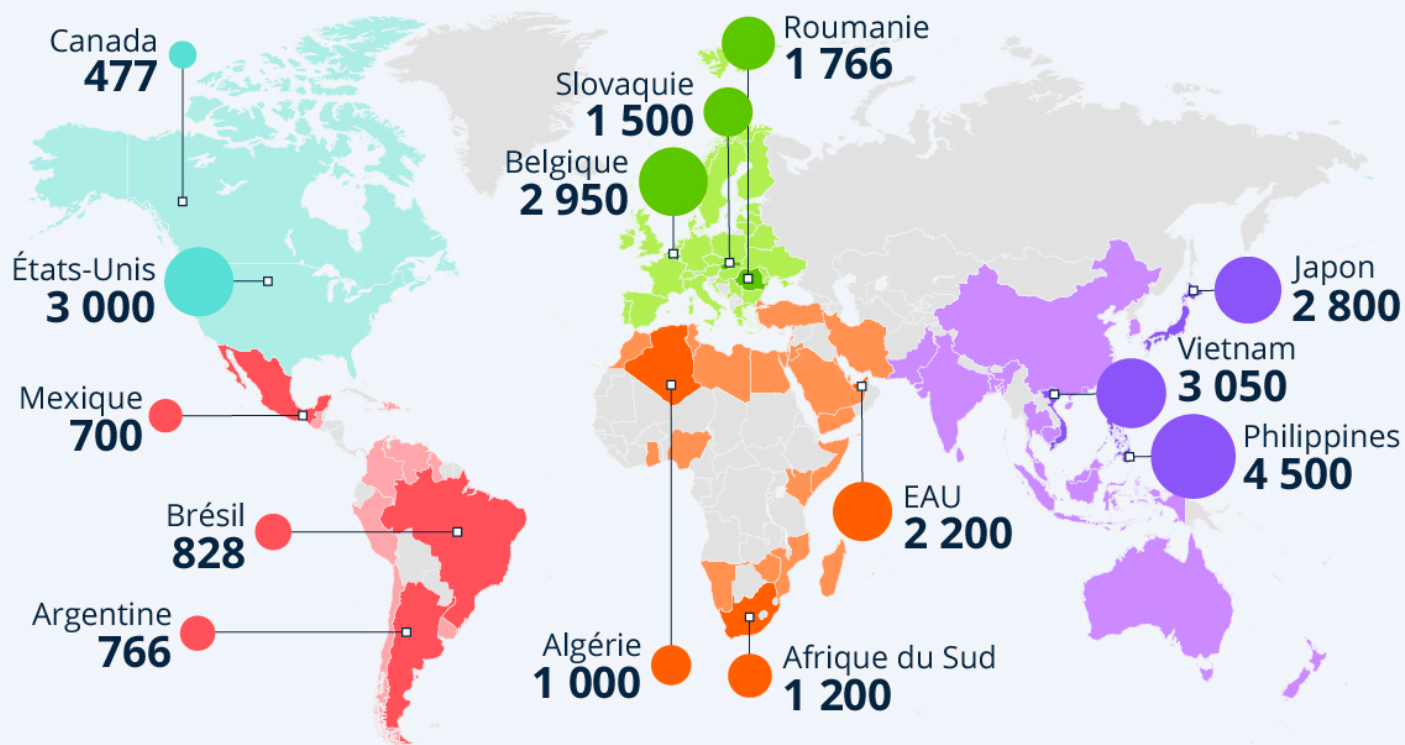 Canada
477
États-Unis
3 000
Mexique
700
Brésil
828
Argentine
766
Roumanie
1 766
Slovaquie
1 500
Belgique
2 950
Algérie
1 000
Afrique du Sud
1 200
EAU
2 200
Japon
2 800
Vietnam
3 050
Philippines
4 500